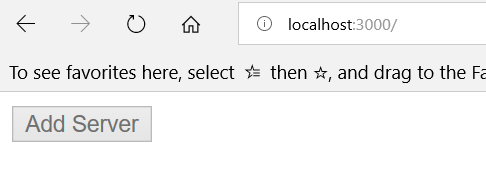 localhost:3000/
To see favorites here, select then , and drag to the Fa
Add Server